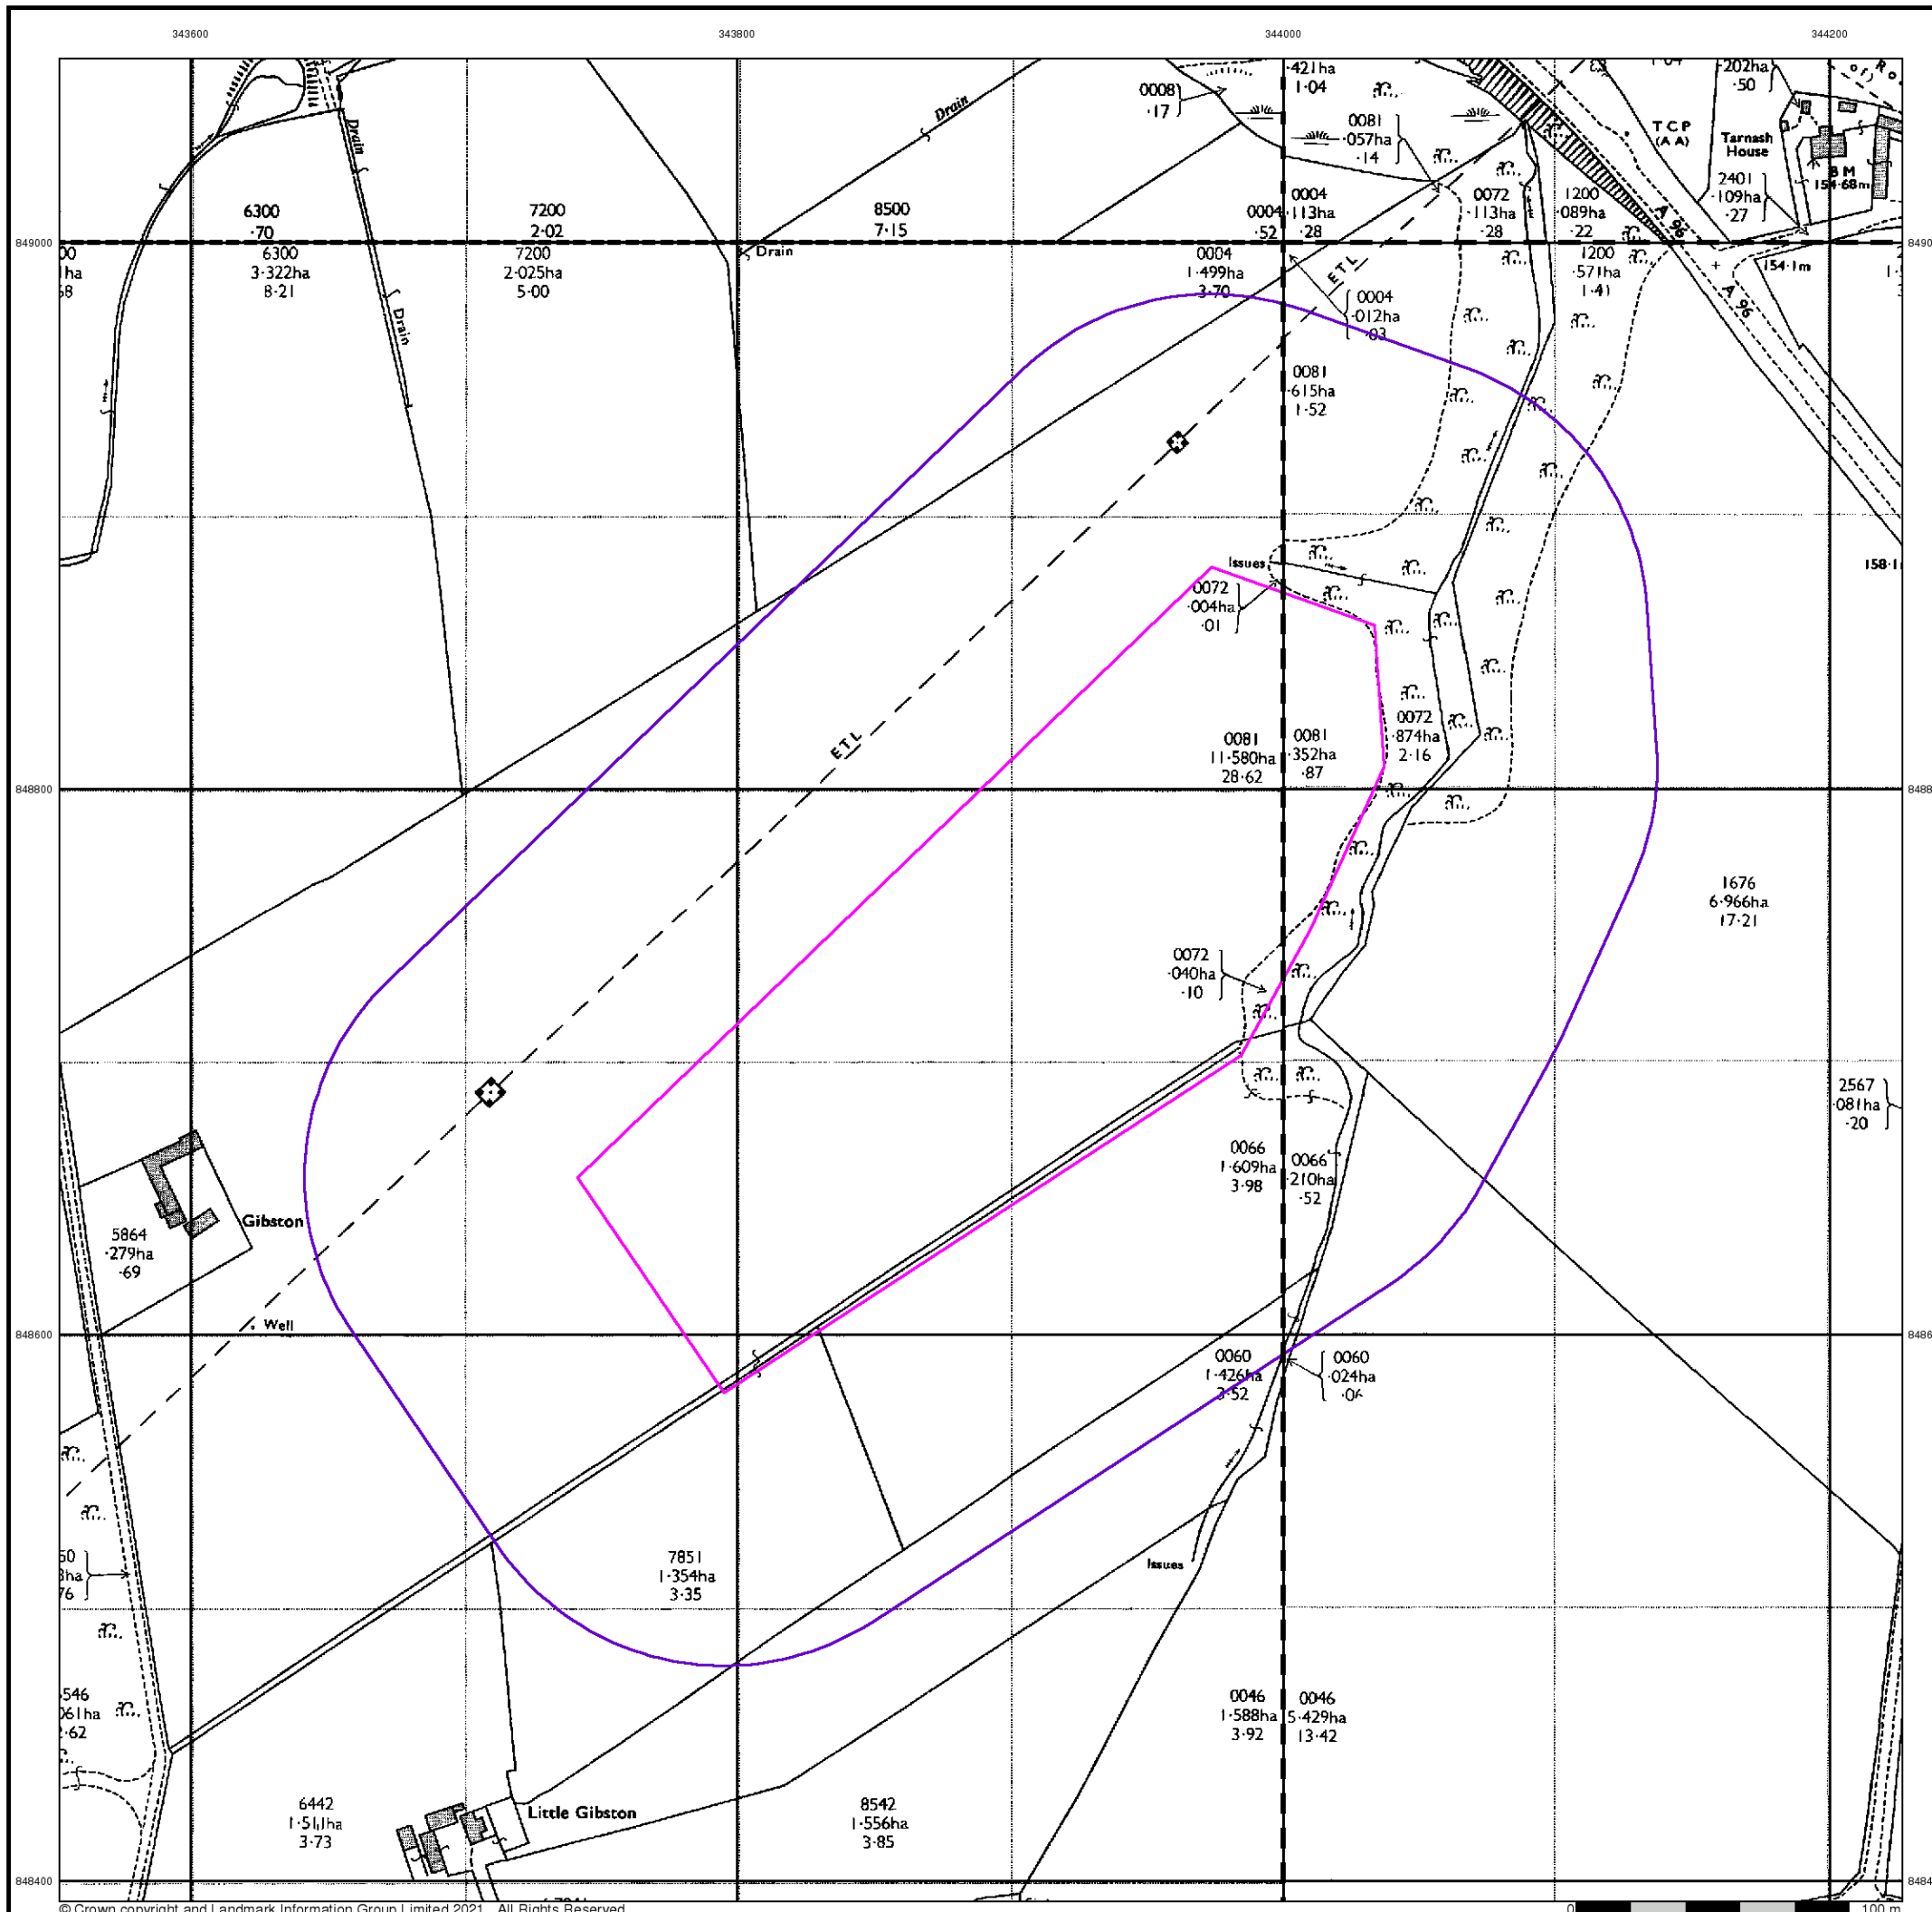 343600
343800
344000
344200
Drain
Drain
0008
·17
·421ha
1·04
0081
·057ha
·14
·202ha
·50
T C P
(A A)
Tarnash
House
B M
154·68m
2401
·109ha
·27
6300
·70
7200
2·02
8500
7·15
0004
·52
0004
·113ha
·28
0072
·113ha
·28
1200
·089ha
·22
A 96
849000
6300
3·322ha
8·21
7200
2·025ha
5·00
Drain
Drain
0004
1·499ha
3·70
ETL
0004
·012ha
·03
1200
·571ha
1·41
154·1m
A 96
0081
·615ha
1·52
Issues
0072
·004ha
·01
ETL
0081
11·580ha
28·62
0081
·352ha
·87
0072
·874ha
2·16
848800
1676
6·966ha
17·21
0072
·040ha
·10
2567
·081ha
·20
0066
1·609ha
3·98
0066
·210ha
·52
5864
·279ha
·69
Gibston
Well
848600
0060
1·426ha
3·52
0060
·024ha
·06
7851
1·354ha
3·35
Issues
0046
1·588ha
3·92
0046
5·429ha
13·42
6442
1·511ha
3·73
Little Gibston
8542
1·556ha
3·85
848400
© Crown copyright and Landmark Information Group Limited 2021. All Rights Reserved.
0
100 m